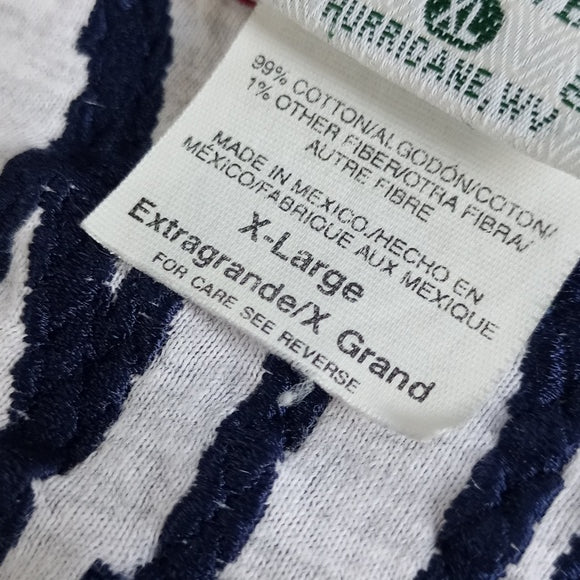 XL
HURRICANE, WV
99% COTTON/ALGODÓN/COTON/
1% OTHER FIBER/OTRA FIBRA/
AUTRE FIBRE
MADE IN MEXICO./HECHO EN
MÉXICO/FABRIQUE AUX MEXIQUE
X-Large
Extragrande/X Grand
FOR CARE SEE REVERSE